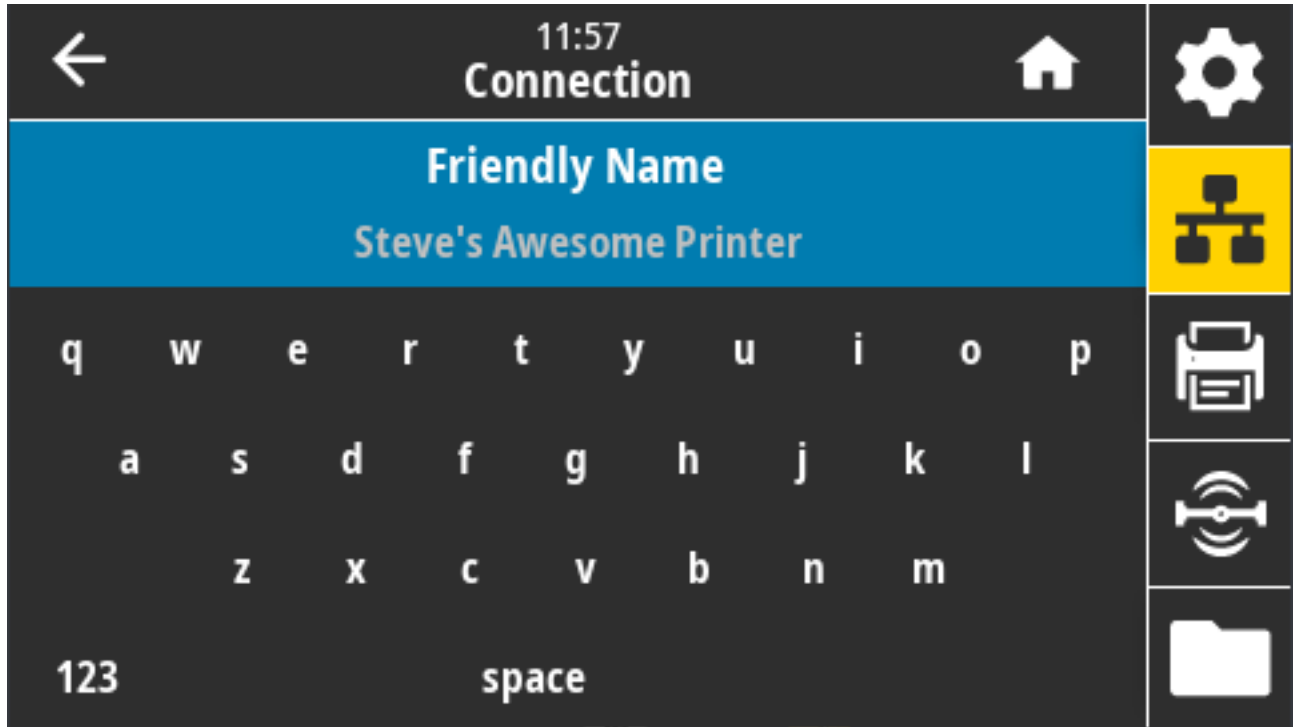 11:57
Connection
Friendly Name
Steve's Awesome Printer
q w e r t y u i o p
a s d f g h j k l
z x c v b n m
123 space